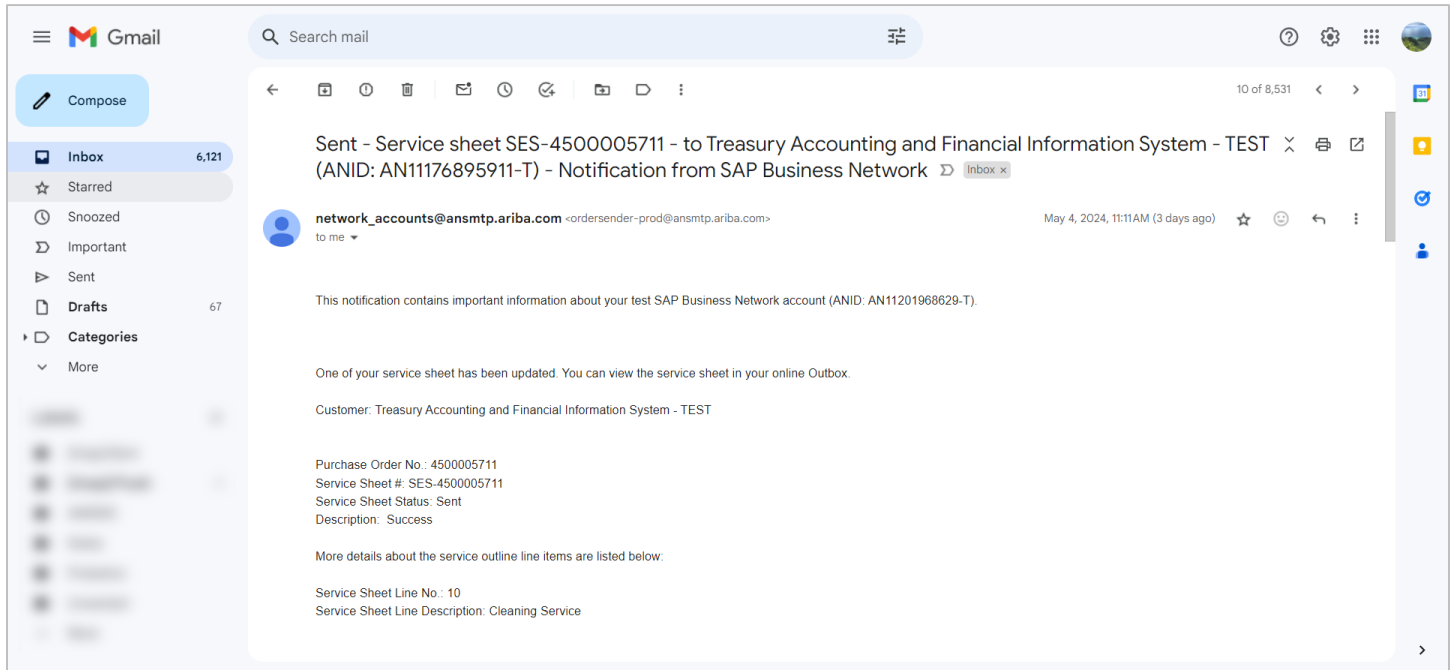 Gmail
Search mail
Compose
10 of 8,531
31
Inbox 6,121
Starred
Snoozed
Important
Sent
Drafts 67
Categories
More
Sent - Service sheet SES-4500005711 - to Treasury Accounting and Financial Information System - TEST
(ANID: AN11176895911-T) - Notification from SAP Business Network Inbox ×
network_accounts@ansmtp.ariba.com <ordersender-prod@ansmtp.ariba.com> May 4, 2024, 11:11 AM (3 days ago)
to me
This notification contains important information about your test SAP Business Network account (ANID: AN11201968629-T).
One of your service sheet has been updated. You can view the service sheet in your online Outbox.
Customer: Treasury Accounting and Financial Information System - TEST
Purchase Order No.: 4500005711
Service Sheet #: SES-4500005711
Service Sheet Status: Sent
Description: Success
More details about the service outline line items are listed below:
Service Sheet Line No.: 10
Service Sheet Line Description: Cleaning Service